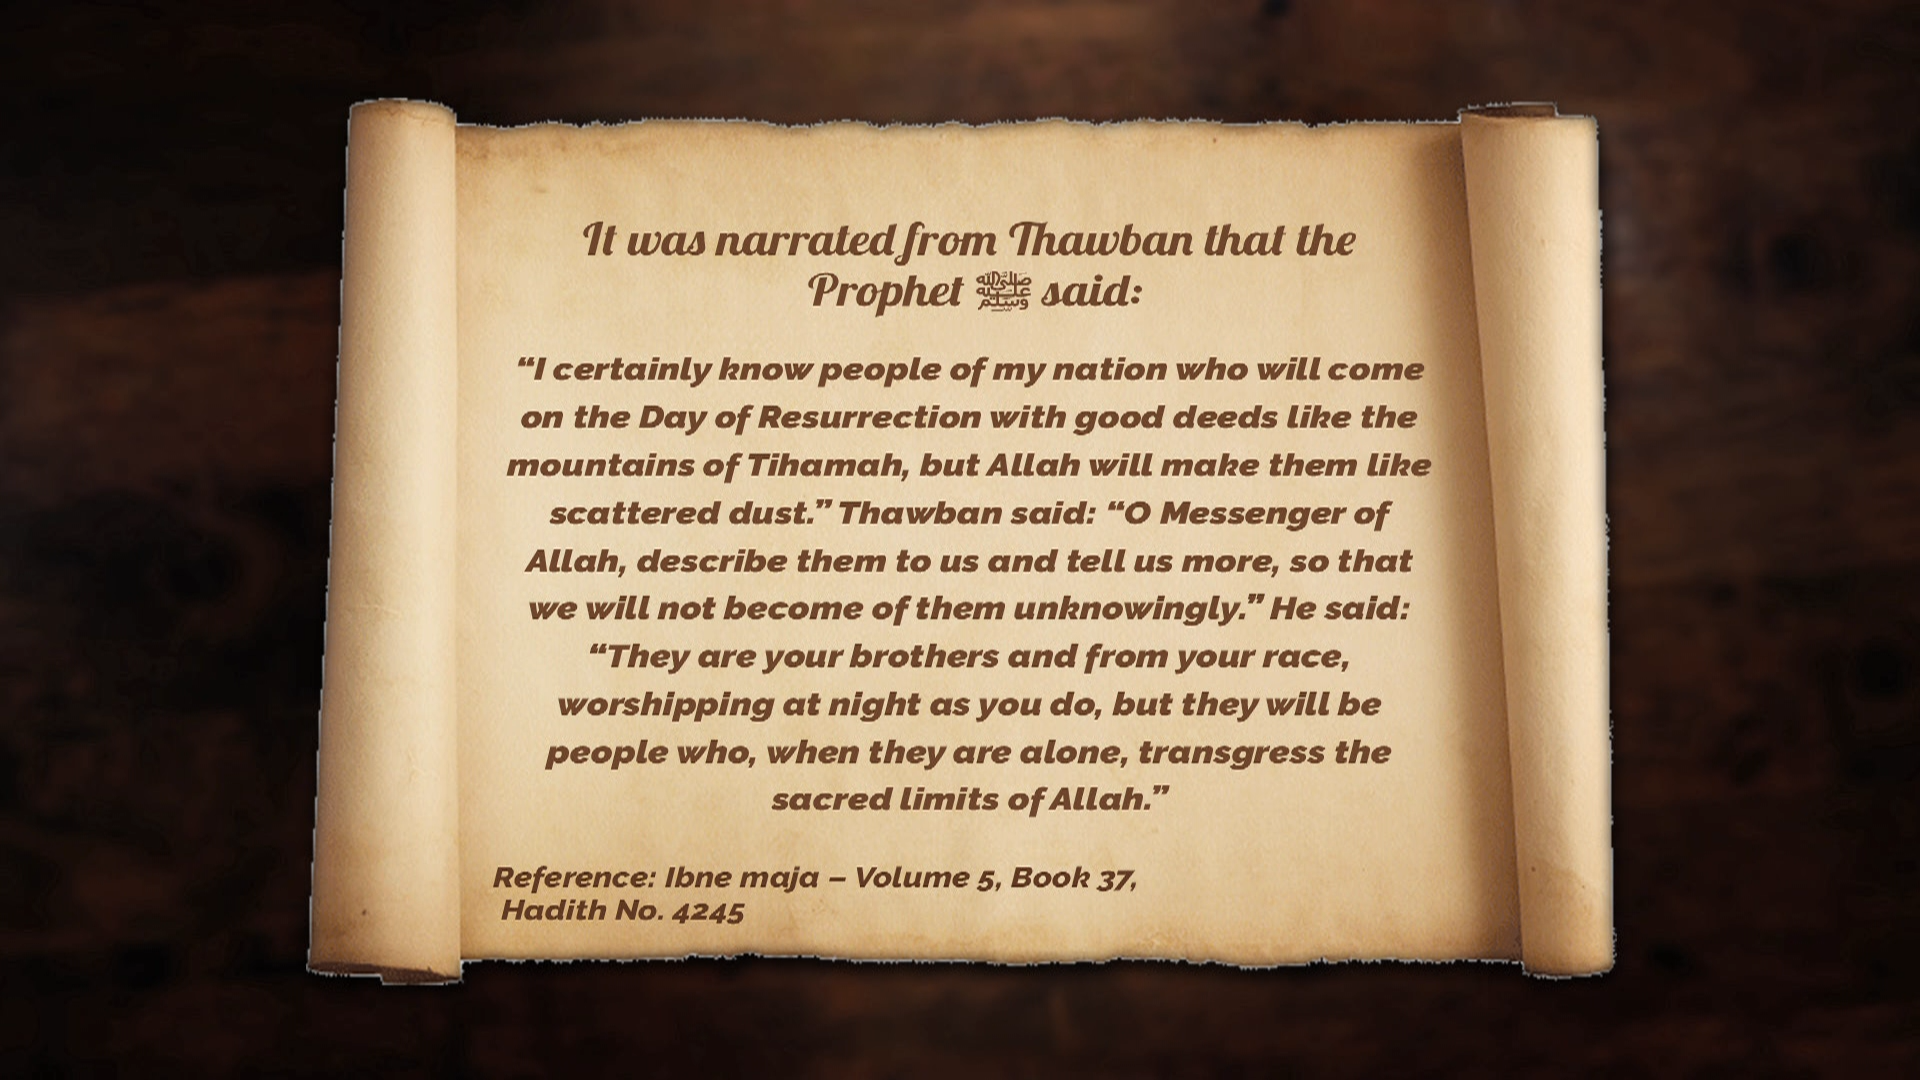 It was narrated from Thawban that the
Prophet ﷺ said:
“I certainly know people of my nation who will come
on the Day of Resurrection with good deeds like the
mountains of Tihamah, but Allah will make them like
scattered dust.” Thawban said: “O Messenger of
Allah, describe them to us and tell us more, so that
we will not become of them unknowingly.” He said:
“They are your brothers and from your race,
worshipping at night as you do, but they will be
people who, when they are alone, transgress the
sacred limits of Allah.”
Reference: Ibne maja – Volume 5, Book 37,
Hadith No. 4245